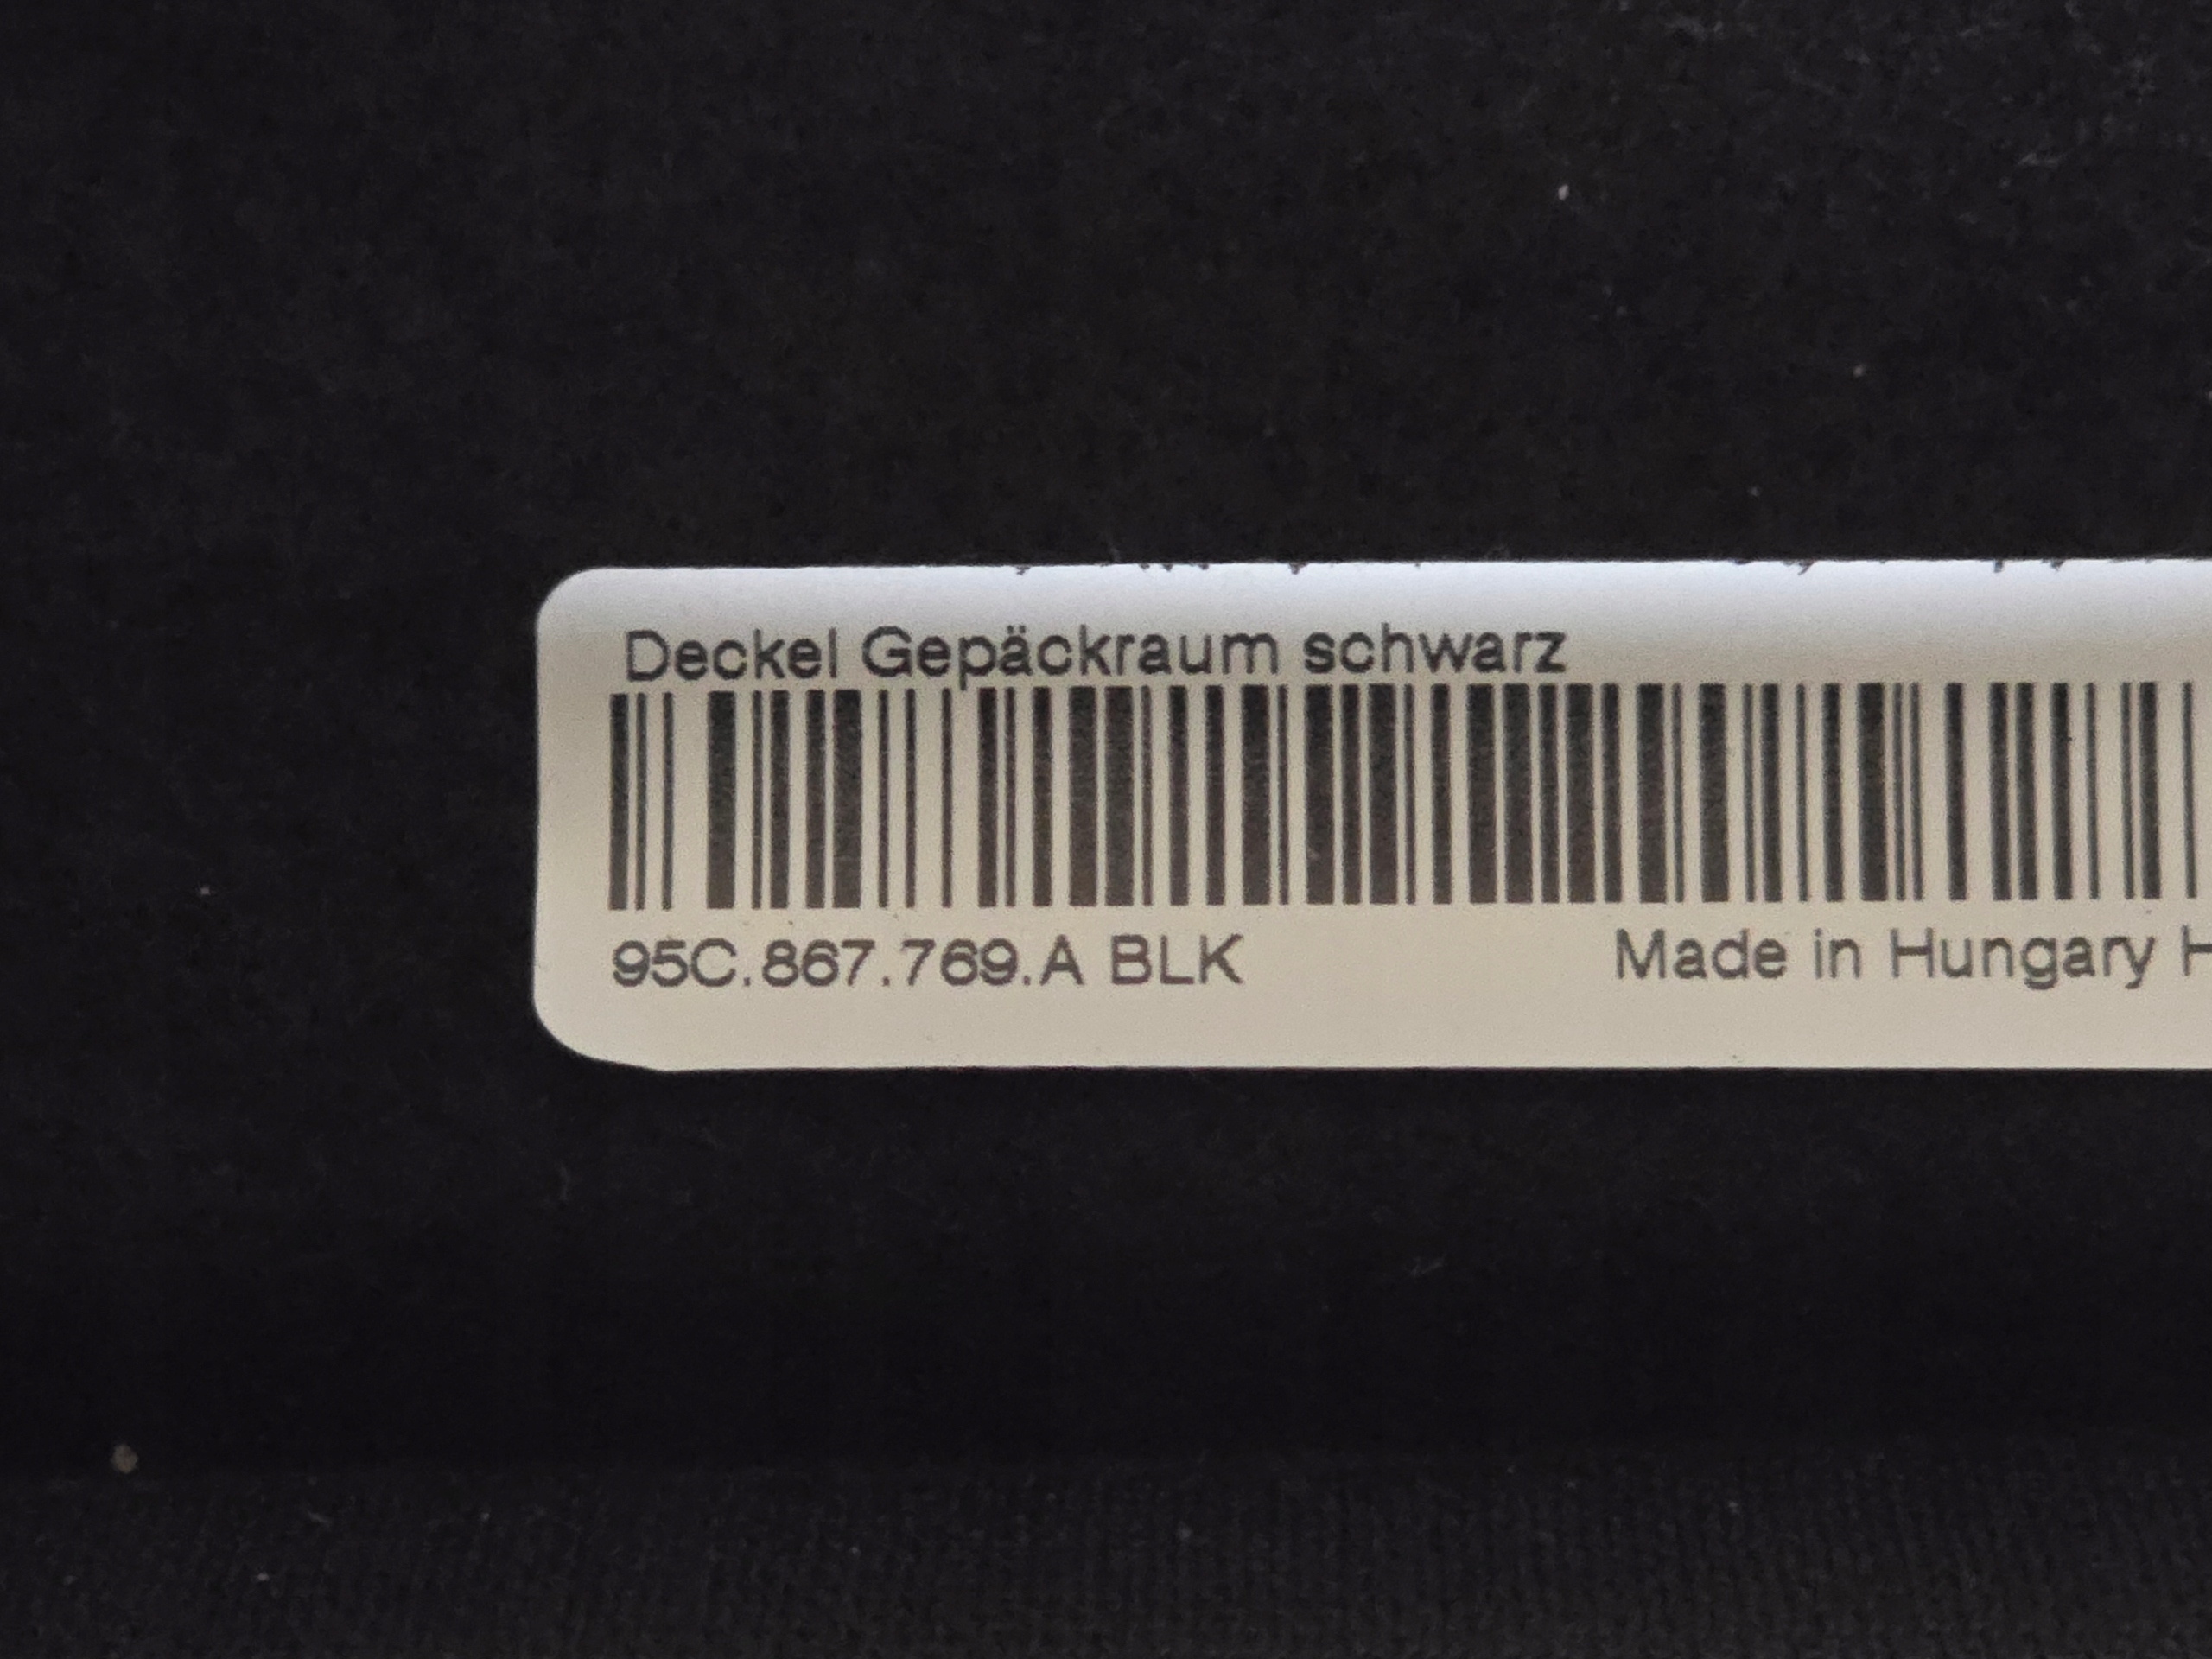 Deckel Gepäckraum schwarz
95C.867.769.A BLK
Made in Hungary H